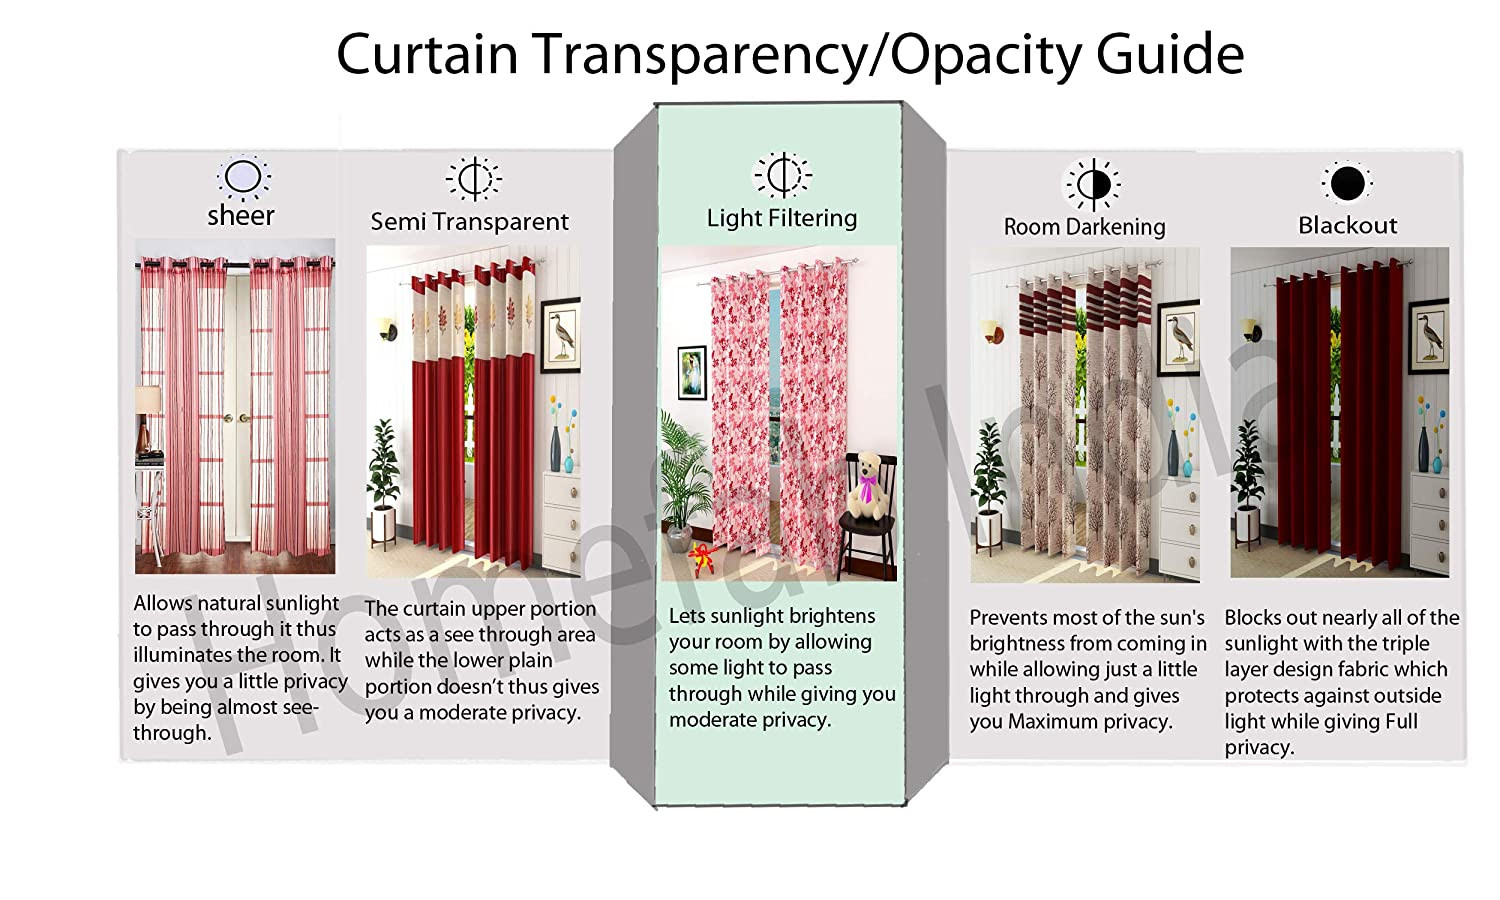 Curtain Transparency/Opacity Guide
sheer
Allows natural sunlight
to pass through it thus
illuminates the room. It
gives you a little privacy
by being almost see-
through.
Semi Transparent
The curtain upper portion
acts as a see through area
while the lower plain
portion doesn’t thus gives
you a moderate privacy.
Light Filtering
Lets sunlight brightens
your room by allowing
some light to pass
through while giving you
moderate privacy.
Room Darkening
Prevents most of the sun's
brightness from coming in
while allowing just a little
light through and gives
you Maximum privacy.
Blackout
Blocks out nearly all of the
sunlight with the triple
layer design fabric which
protects against outside
light while giving Full
privacy.
India